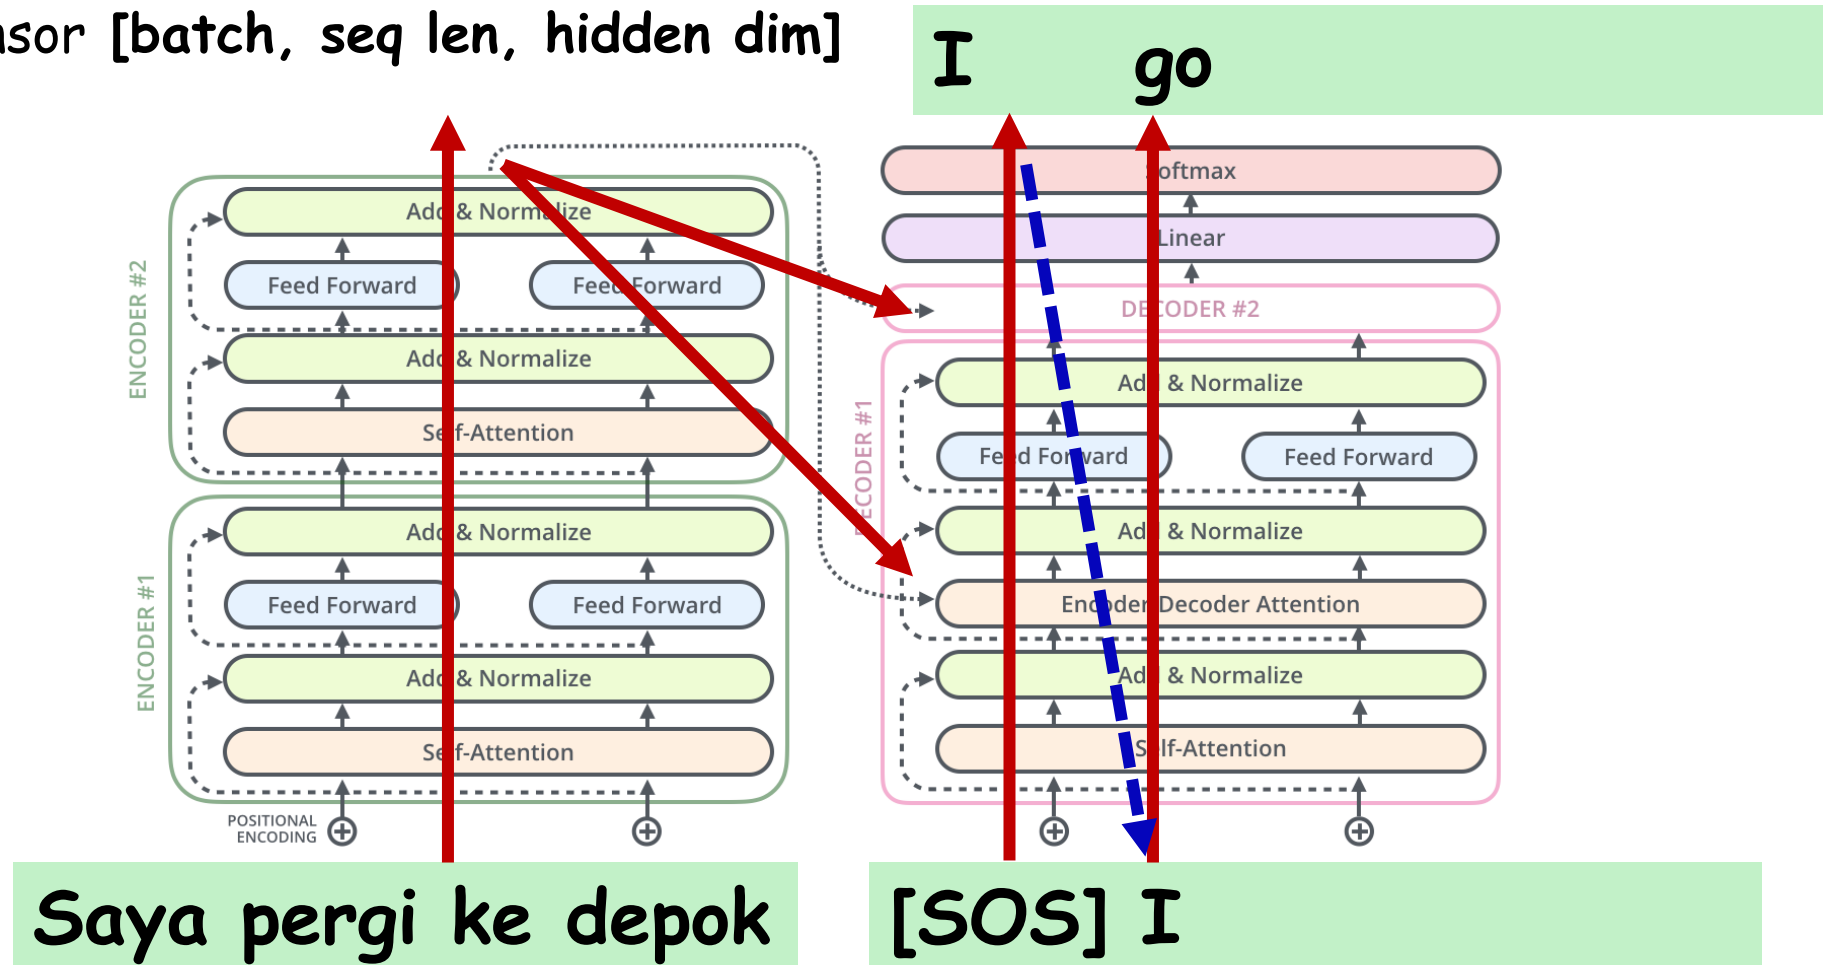 nsor [batch, seq len, hidden dim]
I go
ENCODER #2
Add & Normalize
Feed Forward Feed Forward
Add & Normalize
Self-Attention
ENCODER #1
Add & Normalize
Feed Forward Feed Forward
Add & Normalize
Self-Attention
POSITIONAL
ENCODING
Saya pergi ke depok
Softmax
Linear
DECODER #2
DECODER #1
Add & Normalize
Feed Forward Feed Forward
Add & Normalize
Encoder-Decoder Attention
Add & Normalize
Self-Attention
[SOS] I